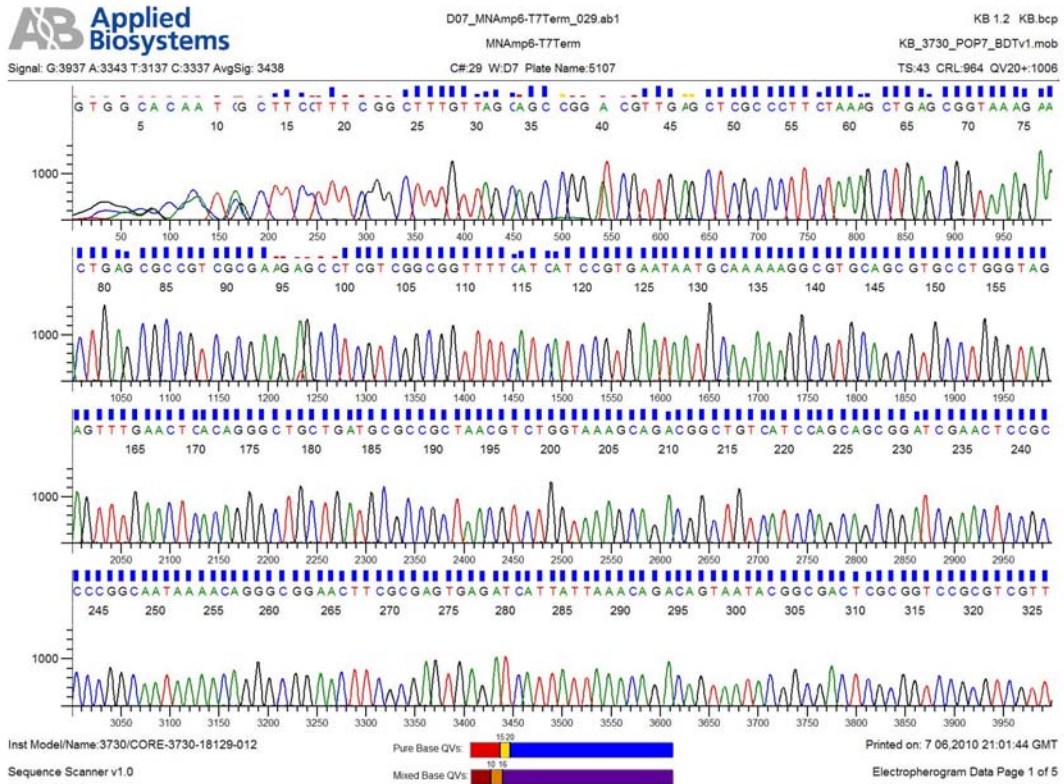 Applied
Biosystems
D07_MNAmp6-T7Term_029.ab1
KB 1.2 KB.bcp
MNAmp6-T7Term
KB_3730_POP7_BDTv1.mob
Signal: G:3937 A:3343 T:3137 C:3337 AvgSig: 3438
C#:29 W:D7 Plate Name:5107
TS:43 CRL:964 QV20+:1006
5 10 15 20 25 30 35 40 45 50 55 60 65 70 75
1000
50 100 150 200 250 300 350 400 450 500 550 600 650 700 750 800 850 900 950
CTGAGCGCCGTCGCGAAGAGCCTCGTCGGCGGTTTTCATCATCCGTGAATAATGCAAAAAGGCGTGCAGCGTGCCTGGGTAG
80 85 90 95 100 105 110 115 120 125 130 135 140 145 150 155
1000
1050 1100 1150 1200 1250 1300 1350 1400 1450 1500 1550 1600 1650 1700 1750 1800 1850 1900 1950
AGTTTGAACTCACAGGGCTGCTGATGCGCCGCTAACGTCTGGTAAAGCAGACGGCTGTCATCCAGCAGCGGATCGAACTCCGC
165 170 175 180 185 190 195 200 205 210 215 220 225 230 235 240
1000
2050 2100 2150 2200 2250 2300 2350 2400 2450 2500 2550 2600 2650 2700 2750 2800 2850 2900 2950
CCCGGCAATAAAACAGGGCGGAACTTCGCGAGTGAGATCATTATTAAACAGACAGTAATACGGCGACTCGCGGTCCGCGTCGTT
245 250 255 260 265 270 275 280 285 290 295 300 305 310 315 320 325
1000
3050 3100 3150 3200 3250 3300 3350 3400 3450 3500 3550 3600 3650 3700 3750 3800 3850 3900 3950
Inst Model/Name:3730/CORE-3730-18129-012
15 20
Pure Base QVs:
Printed on: 7 06,2010 21:01:44 GMT
Sequence Scanner v1.0
10 16
Mixed Base QVs:
Electropherogram Data Page 1 of 5